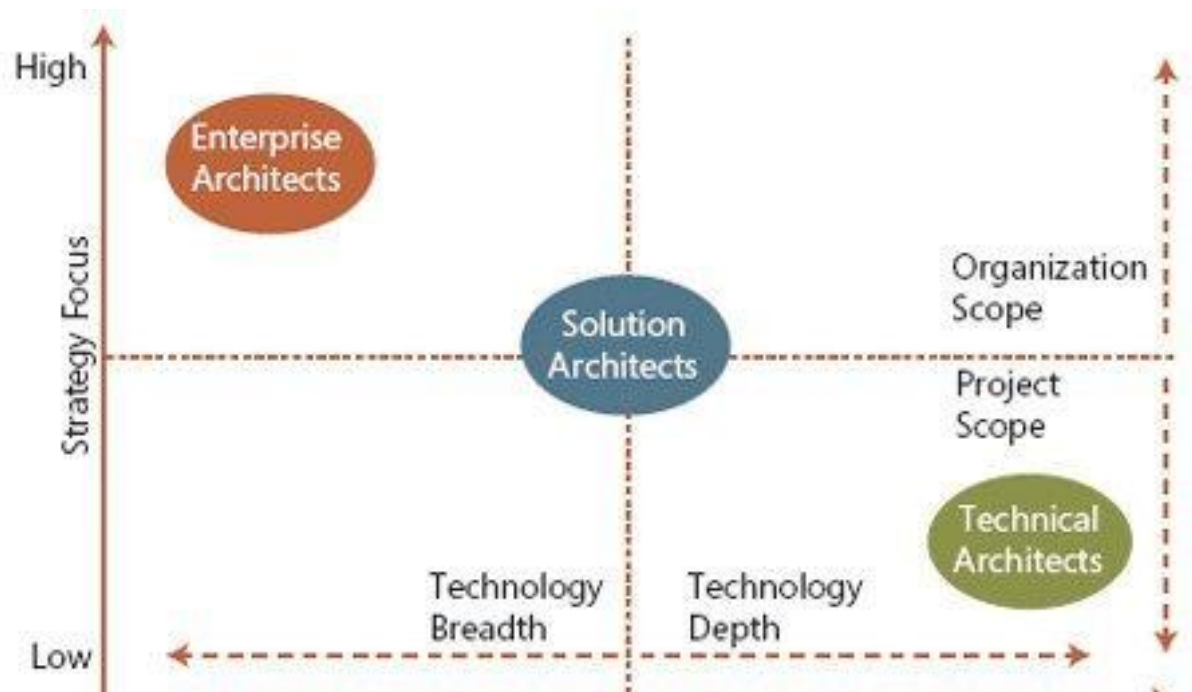 High
Enterprise
Architects
Strategy Focus
Solution
Architects
Organization
Scope
Project
Scope
Technical
Architects
Technology
Breadth
Technology
Depth
Low